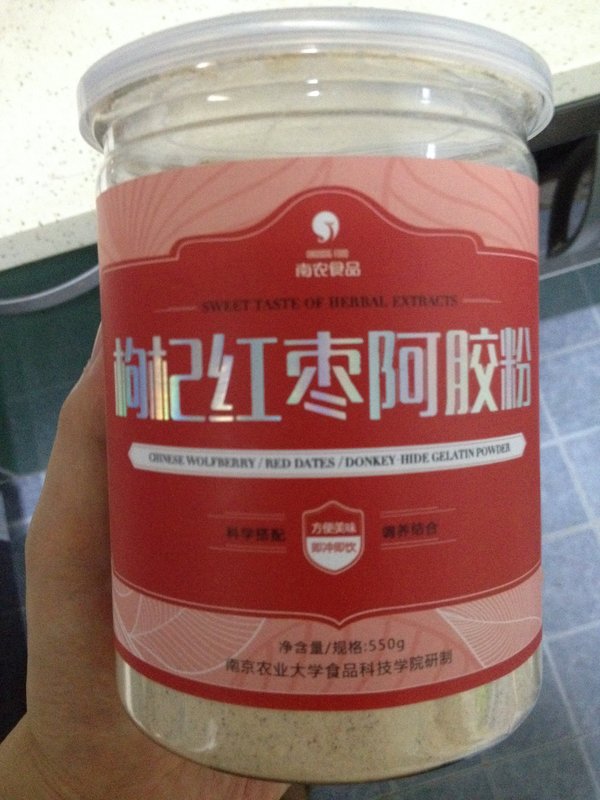 南农食品
SWEET TASTE OF HERBAL EXTRACTS
枸杞红枣阿胶粉
CHINESE WOLFBERRY / RED DATES / DONKEY-HIDE GELATIN POWDER
科学搭配
方便美味
即冲即饮
调养结合
净含量/规格:550g
南京农业大学食品科技学院研制